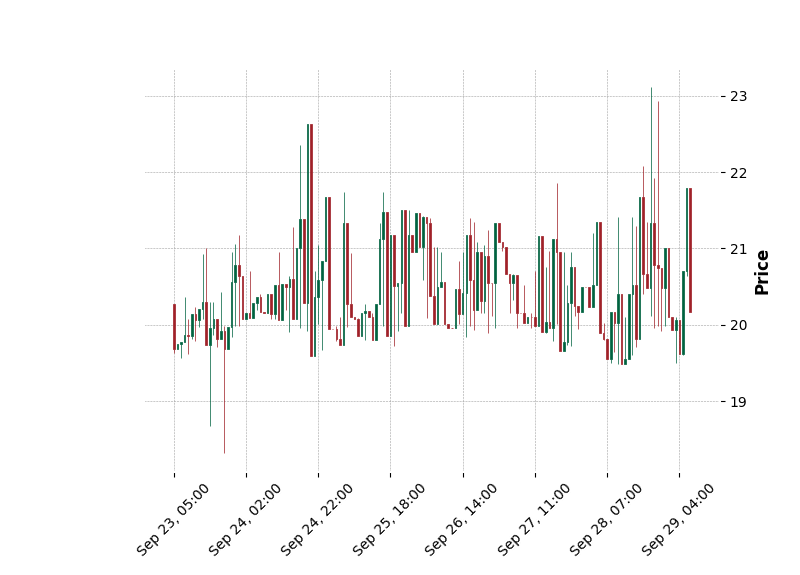 23
22
21
20
19
Price
Sep 23, 05:00
Sep 24, 02:00
Sep 24, 22:00
Sep 25, 18:00
Sep 26, 14:00
Sep 27, 11:00
Sep 28, 07:00
Sep 29, 04:00